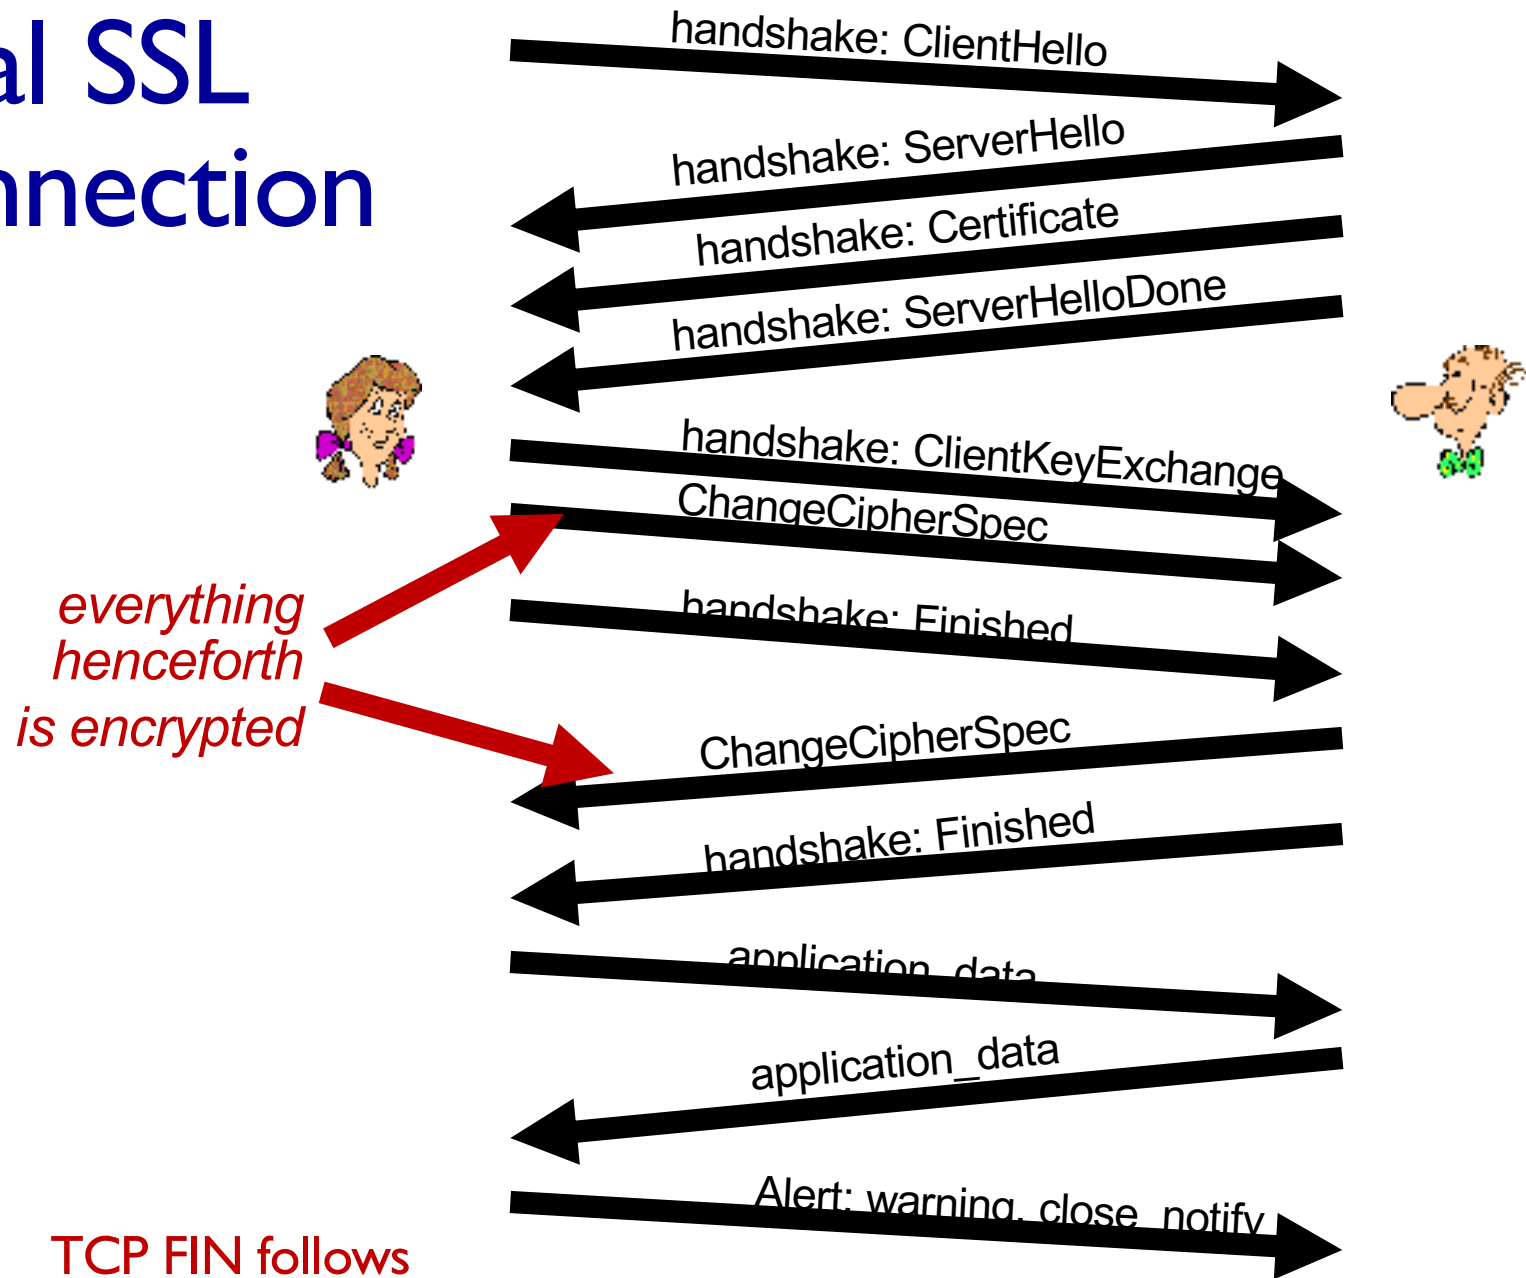 al SSL
nnection
handshake: ClientHello
handshake: ServerHello
handshake: Certificate
handshake: ServerHelloDone
handshake: ClientKeyExchange
ChangeCipherSpec
handshake: Finished
everything
henceforth
is encrypted
ChangeCipherSpec
handshake: Finished
application_data
application_data
Alert: warning, close_notify
TCP FIN follows